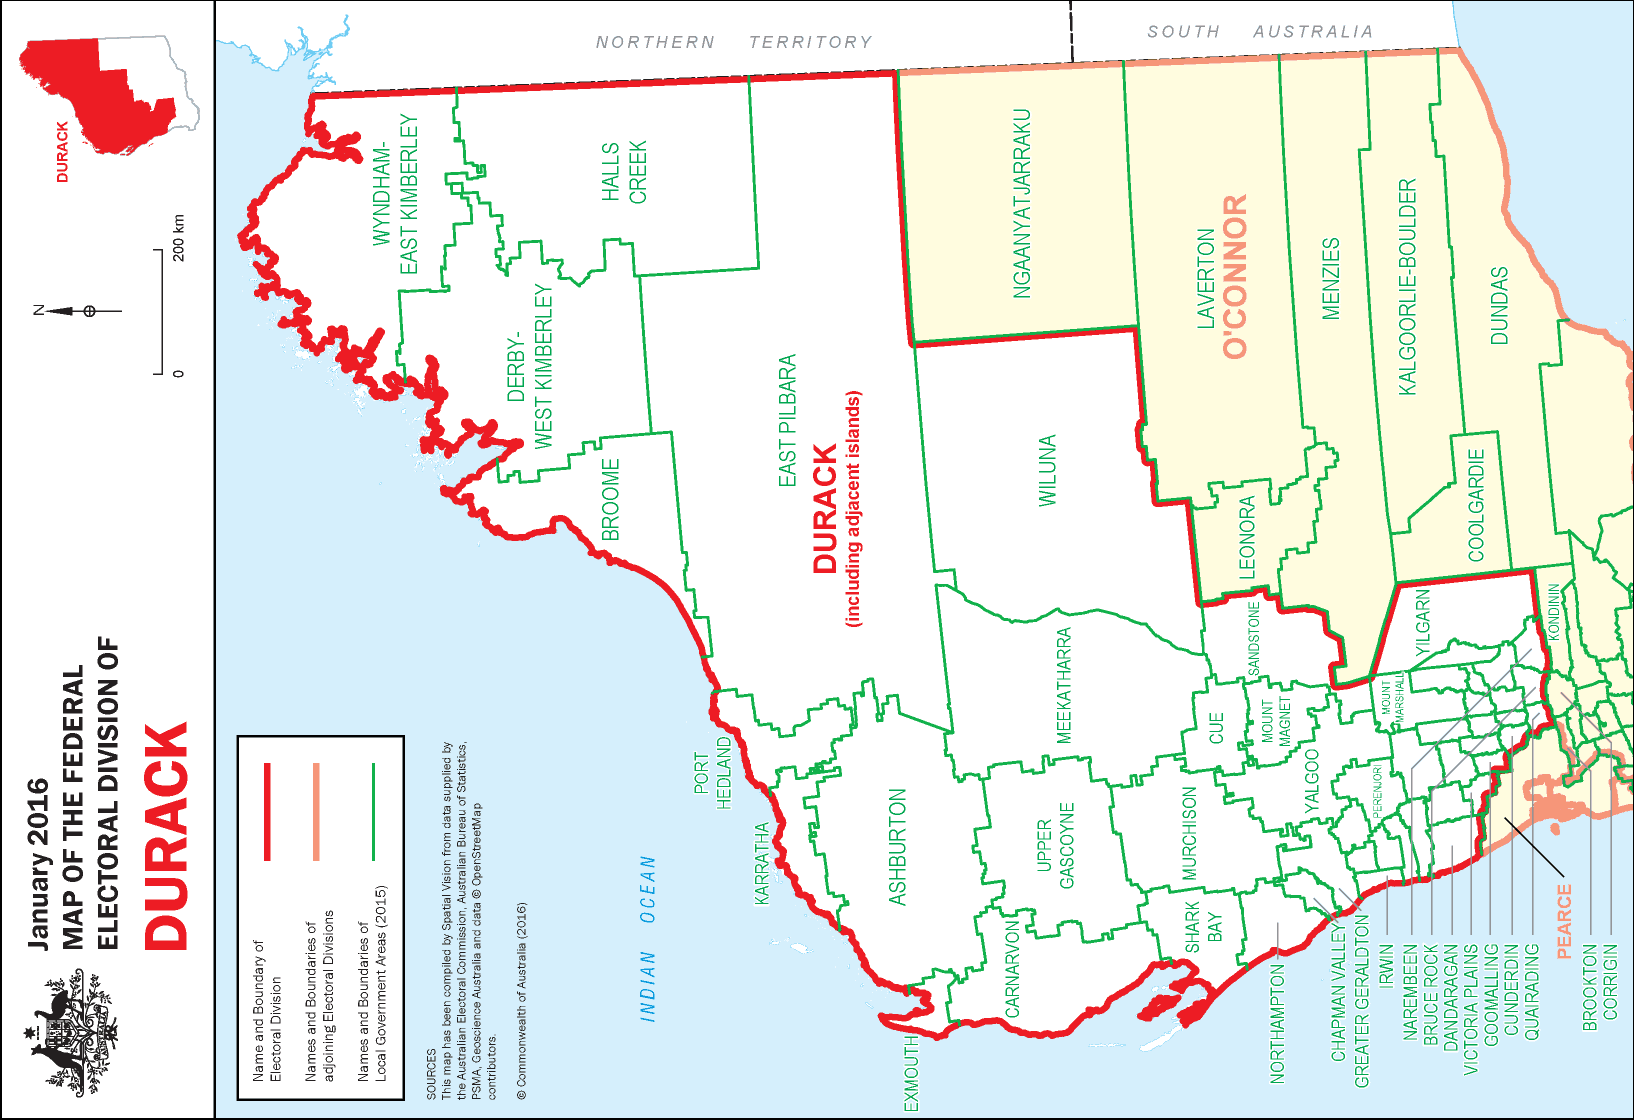 January 2016
MAP OF THE FEDERAL
ELECTORAL DIVISION OF
DURACK
N
0
200 km
DURACK
Name and Boundary of
Electoral Division
Names and Boundaries of
adjoining Electoral Divisions
Names and Boundaries of
Local Government Areas (2015)
SOURCES
This map has been compiled by Spatial Vision from data supplied by
the Australian Electoral Commission, Australian Bureau of Statistics,
PSMA, Geoscience Australia and data © OpenStreetMap
contributors.
© Commonwealth of Australia (2016)
INDIAN OCEAN
NORTHERN TERRITORY
SOUTH AUSTRALIA
WYNDHAM-
EAST KIMBERLEY
HALLS
CREEK
DERBY-
WEST KIMBERLEY
BROOME
EAST PILBARA
DURACK
(including adjacent islands)
PORT
HEDLAND
KARRATHA
ASHBURTON
EXMOUTH
CARNARVON
UPPER
GASCOYNE
MEEKATHARRA
WILUNA
NGAANYATJARRAKU
MURCHISON
SHARK
BAY
CUE
SANDSTONE
LEONORA
LAVERTON
O'CONNOR
MENZIES
MOUNT
MAGNET
YALGOO
PERENJORI
MOUNT
MARSHALL
YILGARN
KALGOORLIE-BOULDER
COOLGARDIE
DUNDAS
KONDININ
NORTHAMPTON
CHAPMAN VALLEY
GREATER GERALDTON
IRWIN
NAREMBEEN
BRUCE ROCK
DANDARAGAN
VICTORIA PLAINS
GOOMALING
CUNDERDIN
QUAIRADING
PEARCE
BROOKTON
CORRIGIN